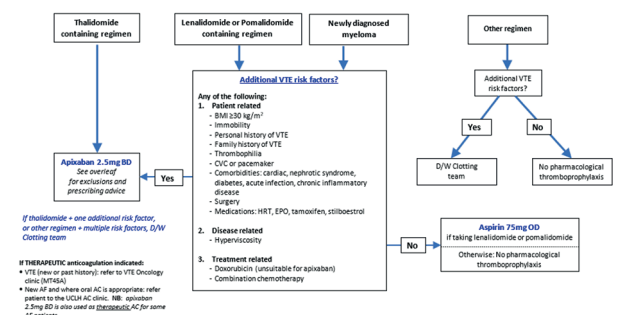 Thalidomide
containing regimen
Lenalidomide or Pomalidomide
containing regimen
Newly diagnosed
myeloma
Other regimen
Additional VTE risk factors?
Any of the following:
1. Patient related
- BMI ≥30 kg/m²
- Immobility
- Personal history of VTE
- Family history of VTE
- Thrombophilia
- CVC or pacemaker
- Comorbidities: cardiac, nephrotic syndrome,
diabetes, acute infection, chronic inflammatory
disease
- Surgery
- Medications: HRT, EPO, tamoxifen, stilboestrol
2. Disease related
- Hyperviscosity
3. Treatment related
- Doxorubicin (unsuitable for apixaban)
- Combination chemotherapy
Additional VTE
risk factors?
Yes
No
D/W Clotting
team
No pharmacological
thromboprophylaxis
Yes
Apixaban 2.5mg BD
See overleaf
for exclusions and
prescribing advice
If thalidomide + one additional risk factor,
or other regimen + multiple risk factors, D/W
Clotting team
No
Aspirin 75mg OD
if taking lenalidomide or pomalidomide
Otherwise: No pharmacological
thromboprophylaxis
If THERAPEUTIC anticoagulation indicated:
• VTE (new or past history): refer to VTE Oncology
clinic (MT45A)
• New AF and where oral AC is appropriate: refer
patient to the UCLH AC clinic. NB: apixaban
2.5mg BD is also used as therapeutic AC for some
AF patients